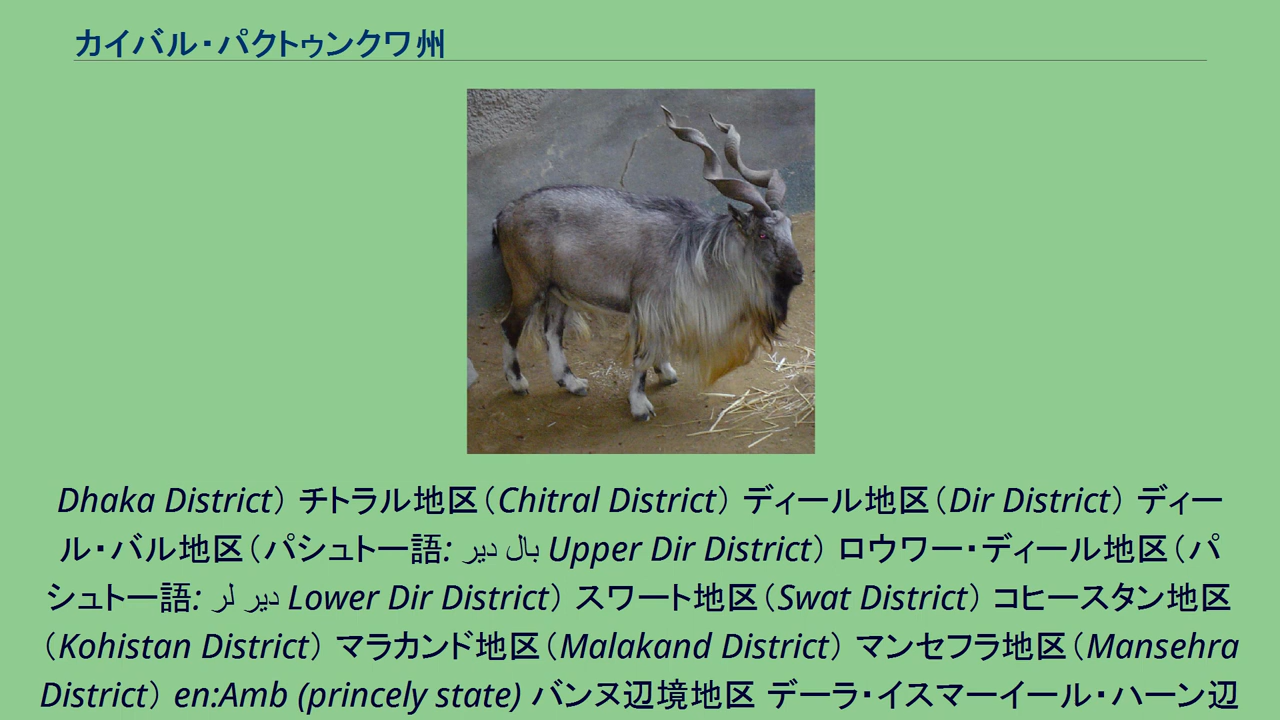 カイバル・パクトゥンクワ州
Dhaka District） チトラル地区（Chitral District） ディール地区（Dir District） ディー
ル・バル地区（パシュトー語: بال دیر Upper Dir District） ロウワー・ディール地区（パ
シュトー語: دیر لر Lower Dir District） スワート地区（Swat District） コヒースタン地区
（Kohistan District） マラカンド地区（Malakand District） マンセフラ地区（Mansehra
District） en:Amb (princely state) バンヌ辺境地区 デーラ・イスマーイール・ハーン辺